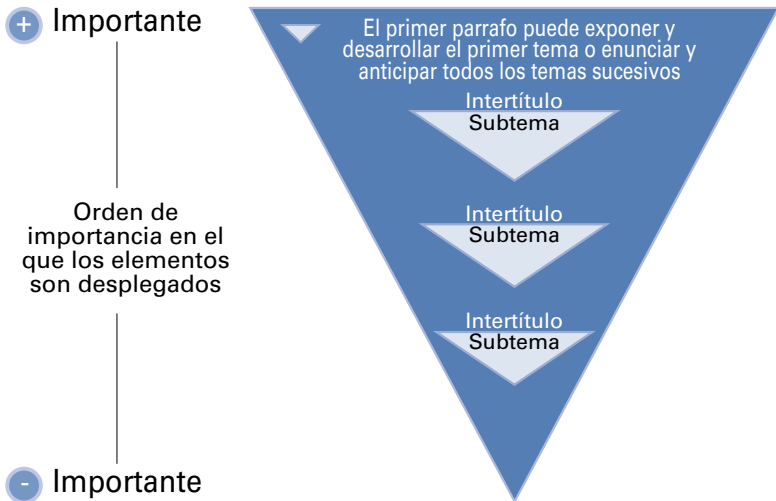 + Importante
El primer parrafo puede exponer y
desarrollar el primer tema o enunciar y
anticipar todos los temas sucesivos
Intertítulo
Subtema
Orden de
importancia en el
que los elementos
son desplegados
Intertítulo
Subtema
Intertítulo
Subtema
- Importante